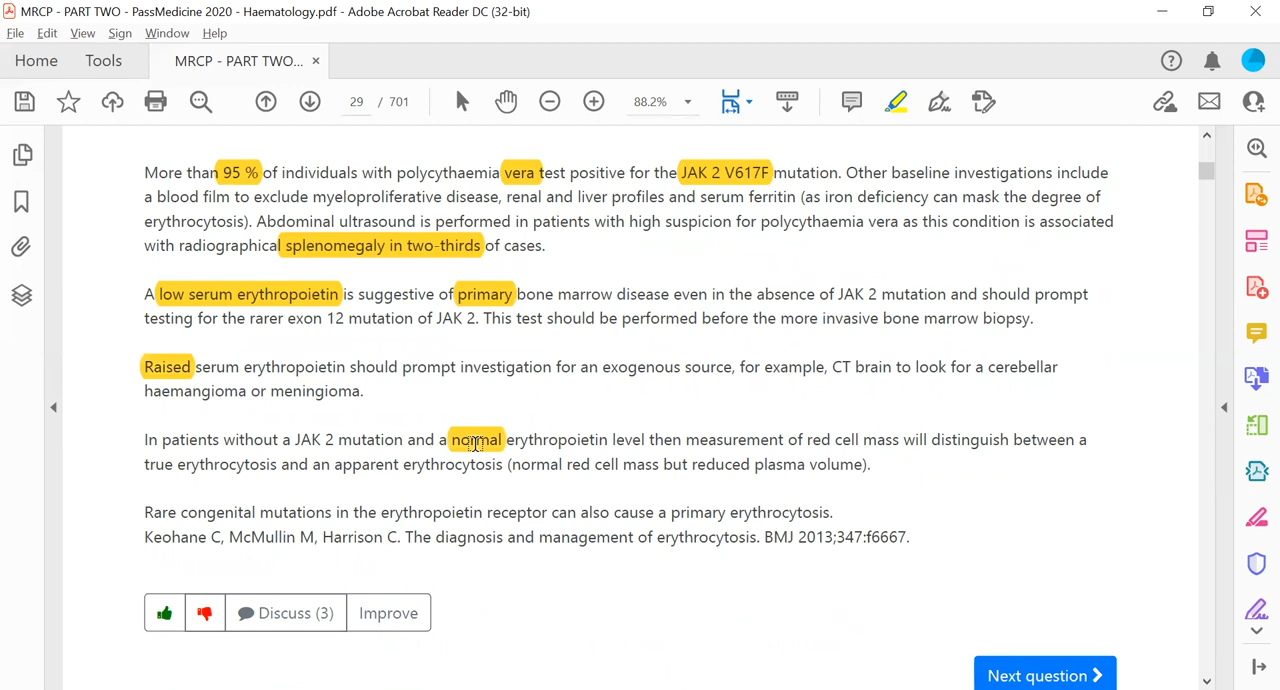 MRCP - PART TWO - PassMedicine 2020 - Haematology.pdf - Adobe Acrobat Reader DC (32-bit)
File Edit View Sign Window Help
Home Tools MRCP - PART TWO... ×
29 / 701 88.2%
More than 95 % of individuals with polycythaemia vera test positive for the JAK 2 V617F mutation. Other baseline investigations include
a blood film to exclude myeloproliferative disease, renal and liver profiles and serum ferritin (as iron deficiency can mask the degree of
erythrocytosis). Abdominal ultrasound is performed in patients with high suspicion for polycythaemia vera as this condition is associated
with radiographical splenomegaly in two-thirds of cases.
A low serum erythropoietin is suggestive of primary bone marrow disease even in the absence of JAK 2 mutation and should prompt
testing for the rarer exon 12 mutation of JAK 2. This test should be performed before the more invasive bone marrow biopsy.
Raised serum erythropoietin should prompt investigation for an exogenous source, for example, CT brain to look for a cerebellar
haemangioma or meningioma.
In patients without a JAK 2 mutation and a normal erythropoietin level then measurement of red cell mass will distinguish between a
true erythrocytosis and an apparent erythrocytosis (normal red cell mass but reduced plasma volume).
Rare congenital mutations in the erythropoietin receptor can also cause a primary erythrocytosis.
Keohane C, McMullin M, Harrison C. The diagnosis and management of erythrocytosis. BMJ 2013;347:f6667.
Discuss (3) Improve
Next question